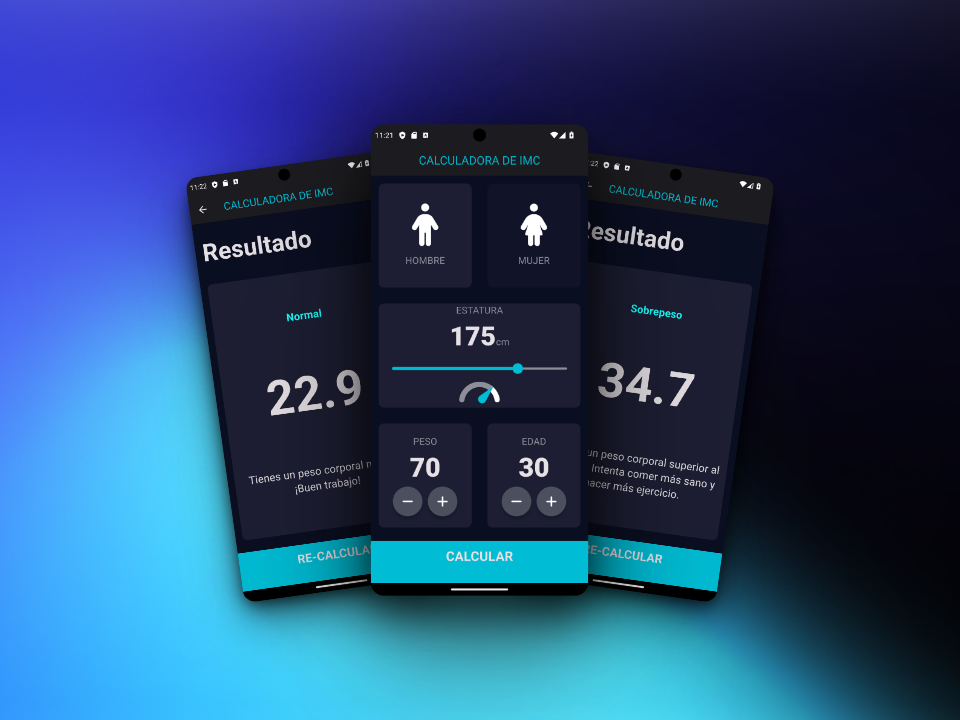 11:22
CALCULADORA DE IMC
Resultado
Normal
22.9
Tienes un peso corporal
¡Buen trabajo!
RE-CALCULA
11:21
CALCULADORA DE IMC
HOMBRE
MUJER
ESTATURA
175cm
PESO
70
EDAD
30
CALCULAR
:22
CALCULADORA DE IMC
Resultado
Sobrepeso
34.7
un peso corporal superior al
Intenta comer más sano y
hacer más ejercicio.
RE-CALCULAR